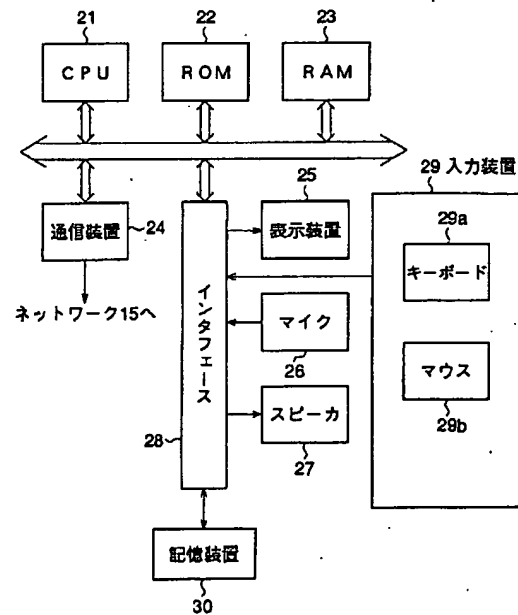 21
22
23
CPU
ROM
RAM
29 入力装置
25
29a
通信装置
24
表示装置
キーボード
ネットワーク15へ
インタフェース
マイク
26
マウス
29b
スピーカ
27
28
記憶装置
30